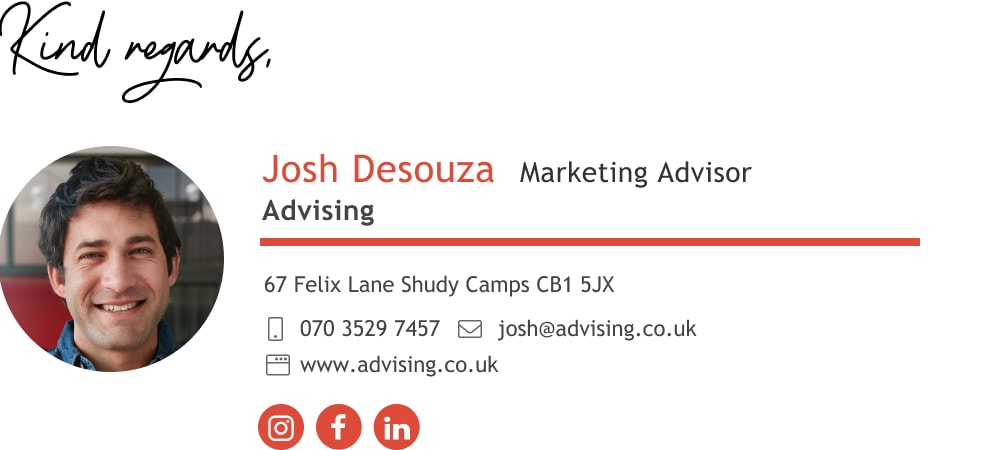 Kind regards,
Josh Desouza Marketing Advisor
Advising
67 Felix Lane Shudy Camps CB1 5JX
070 3529 7457 josh@advising.co.uk
www.advising.co.uk